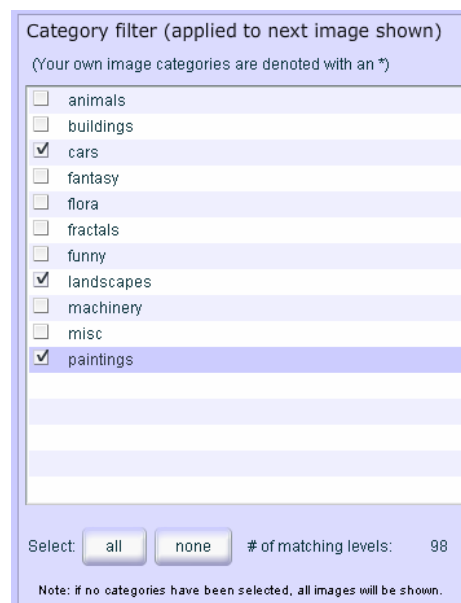 Category filter (applied to next image shown)
(Your own image categories are denoted with an *)
animals
buildings
cars
fantasy
flora
fractals
funny
landscapes
machinery
misc
paintings
Select: all none # of matching levels: 98
Note: if no categories have been selected, all images will be shown.